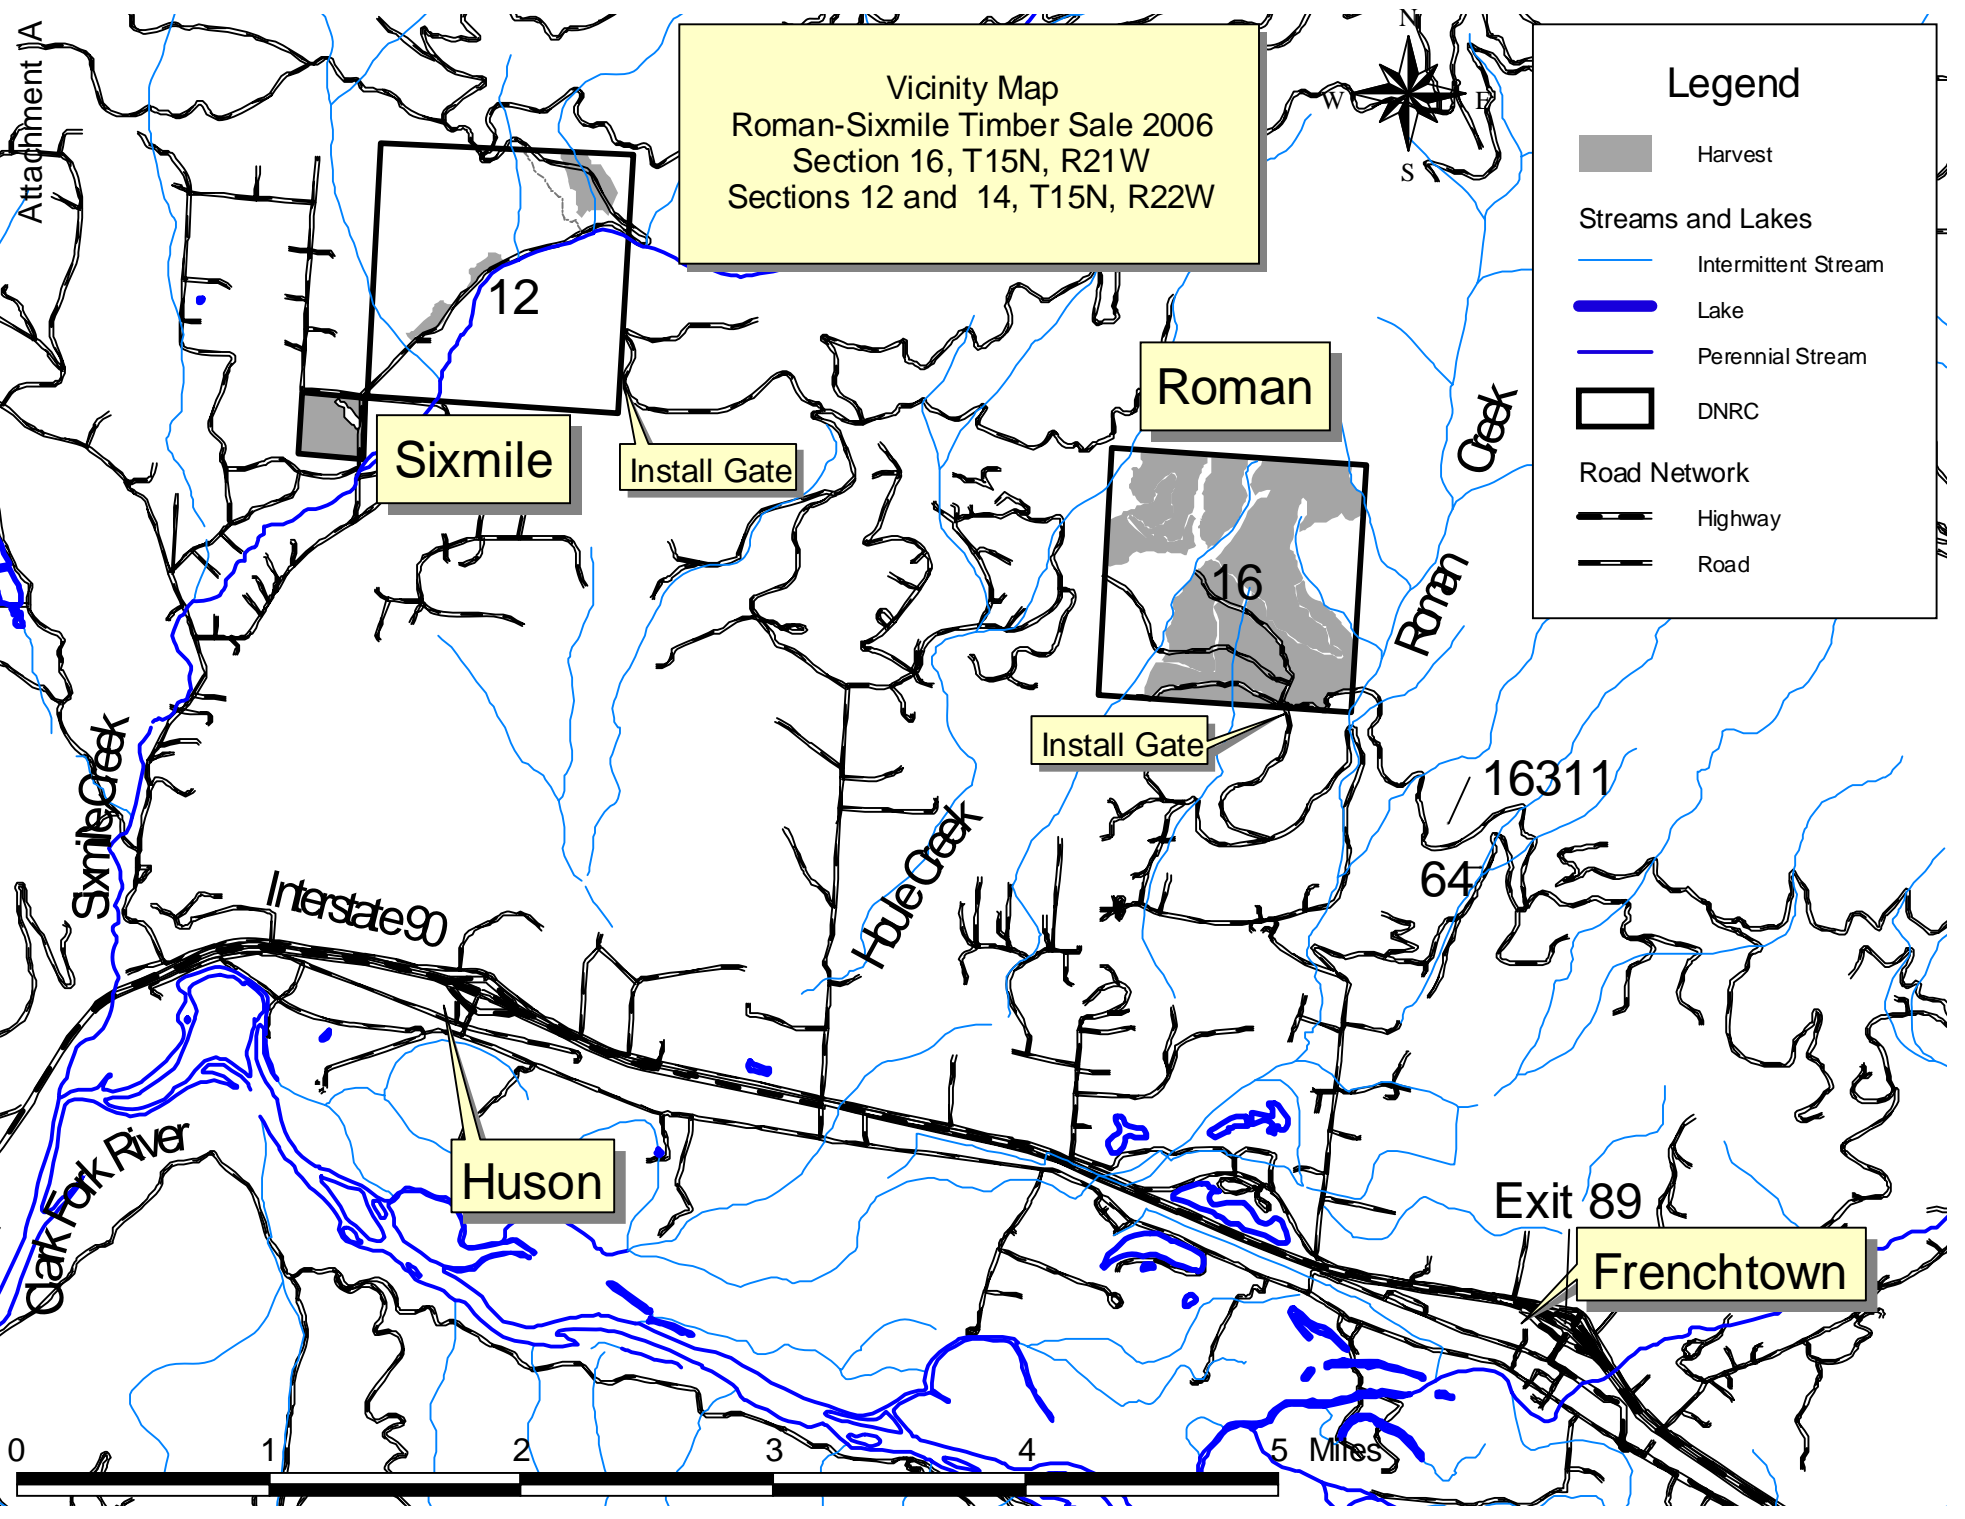 Attachment A
Vicinity Map
Roman-Sixmile Timber Sale 2006
Section 16, T15N, R21W
Sections 12 and 14, T15N, R22W
N
W
E
S
Legend
Harvest
Streams and Lakes
Intermittent Stream
Lake
Perennial Stream
DNRC
Road Network
Highway
Road
12
Sixmile
Install Gate
Roman
16
Install Gate
Roman Creek
16311
64
Sixmile Creek
Interstate 90
Houle Creek
Clark Fork River
Huson
Exit 89
Frenchtown
0 1 2 3 4 5 Miles